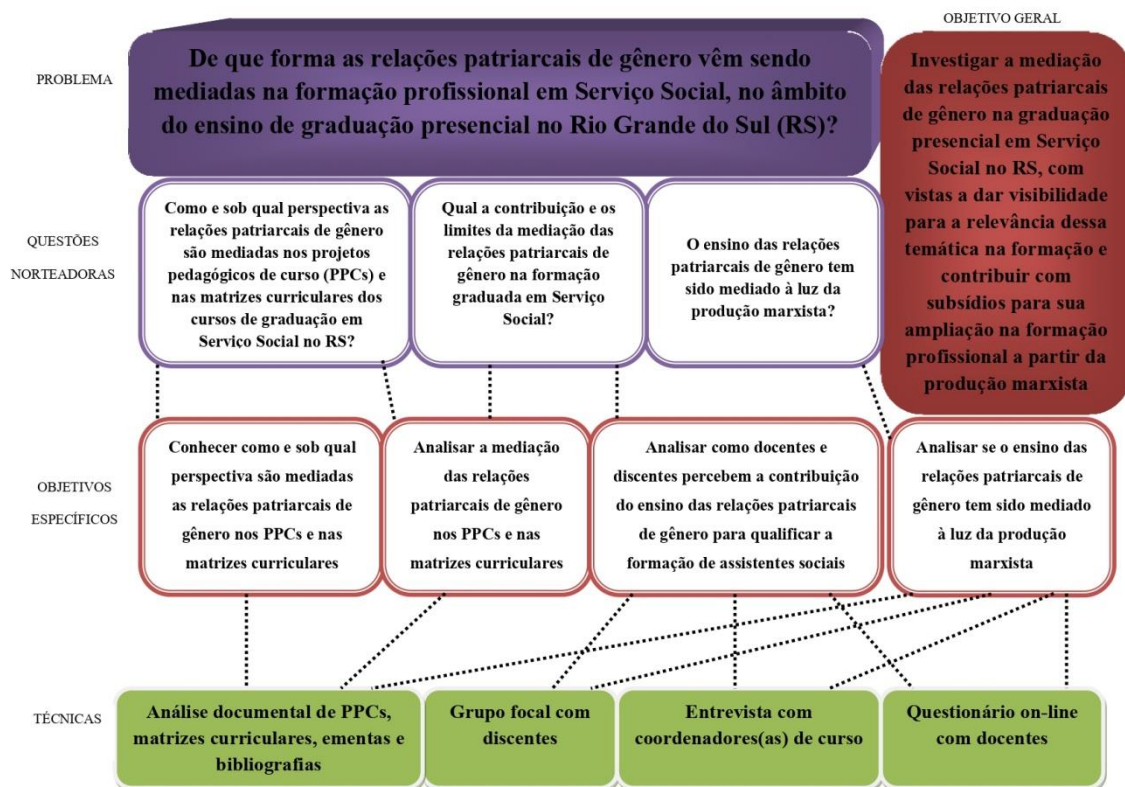 OBJETIVO GERAL
PROBLEMA
De que forma as relações patriarcais de gênero vêm sendo
mediadas na formação profissional em Serviço Social, no âmbito
do ensino de graduação presencial no Rio Grande do Sul (RS)?
Investigar a mediação
das relações patriarcais
de gênero na graduação
presencial em Serviço
Social no RS, com
vistas a dar visibilidade
para a relevância dessa
temática na formação e
contribuir com
subsídios para sua
ampliação na formação
profissional a partir da
produção marxista
QUESTÕES
NORTEADORAS
Como e sob qual perspectiva as
relações patriarcais de gênero
são mediadas nos projetos
pedagógicos de curso (PPCs) e
nas matrizes curriculares dos
cursos de graduação em
Serviço Social no RS?
Qual a contribuição e os
limites da mediação das
relações patriarcais de
gênero na formação
graduada em Serviço
Social?
O ensino das relações
patriarcais de gênero tem
sido mediado à luz da
produção marxista?
OBJETIVOS
ESPECÍFICOS
Conhecer como e sob qual
perspectiva são mediadas
as relações patriarcais de
gênero nos PPCs e nas
matrizes curriculares
Analisar a mediação
das relações
patriarcais de gênero
nos PPCs e nas
matrizes curriculares
Analisar como docentes e
discentes percebem a contribuição
do ensino das relações patriarcais
de gênero para qualificar a
formação de assistentes sociais
Analisar se o ensino das
relações patriarcais de
gênero tem sido mediado
à luz da produção
marxista
TÉCNICAS
Análise documental de PPCs,
matrizes curriculares, ementas e
bibliografias
Grupo focal com
discentes
Entrevista com
coordenadores(as) de curso
Questionário on-line
com docentes